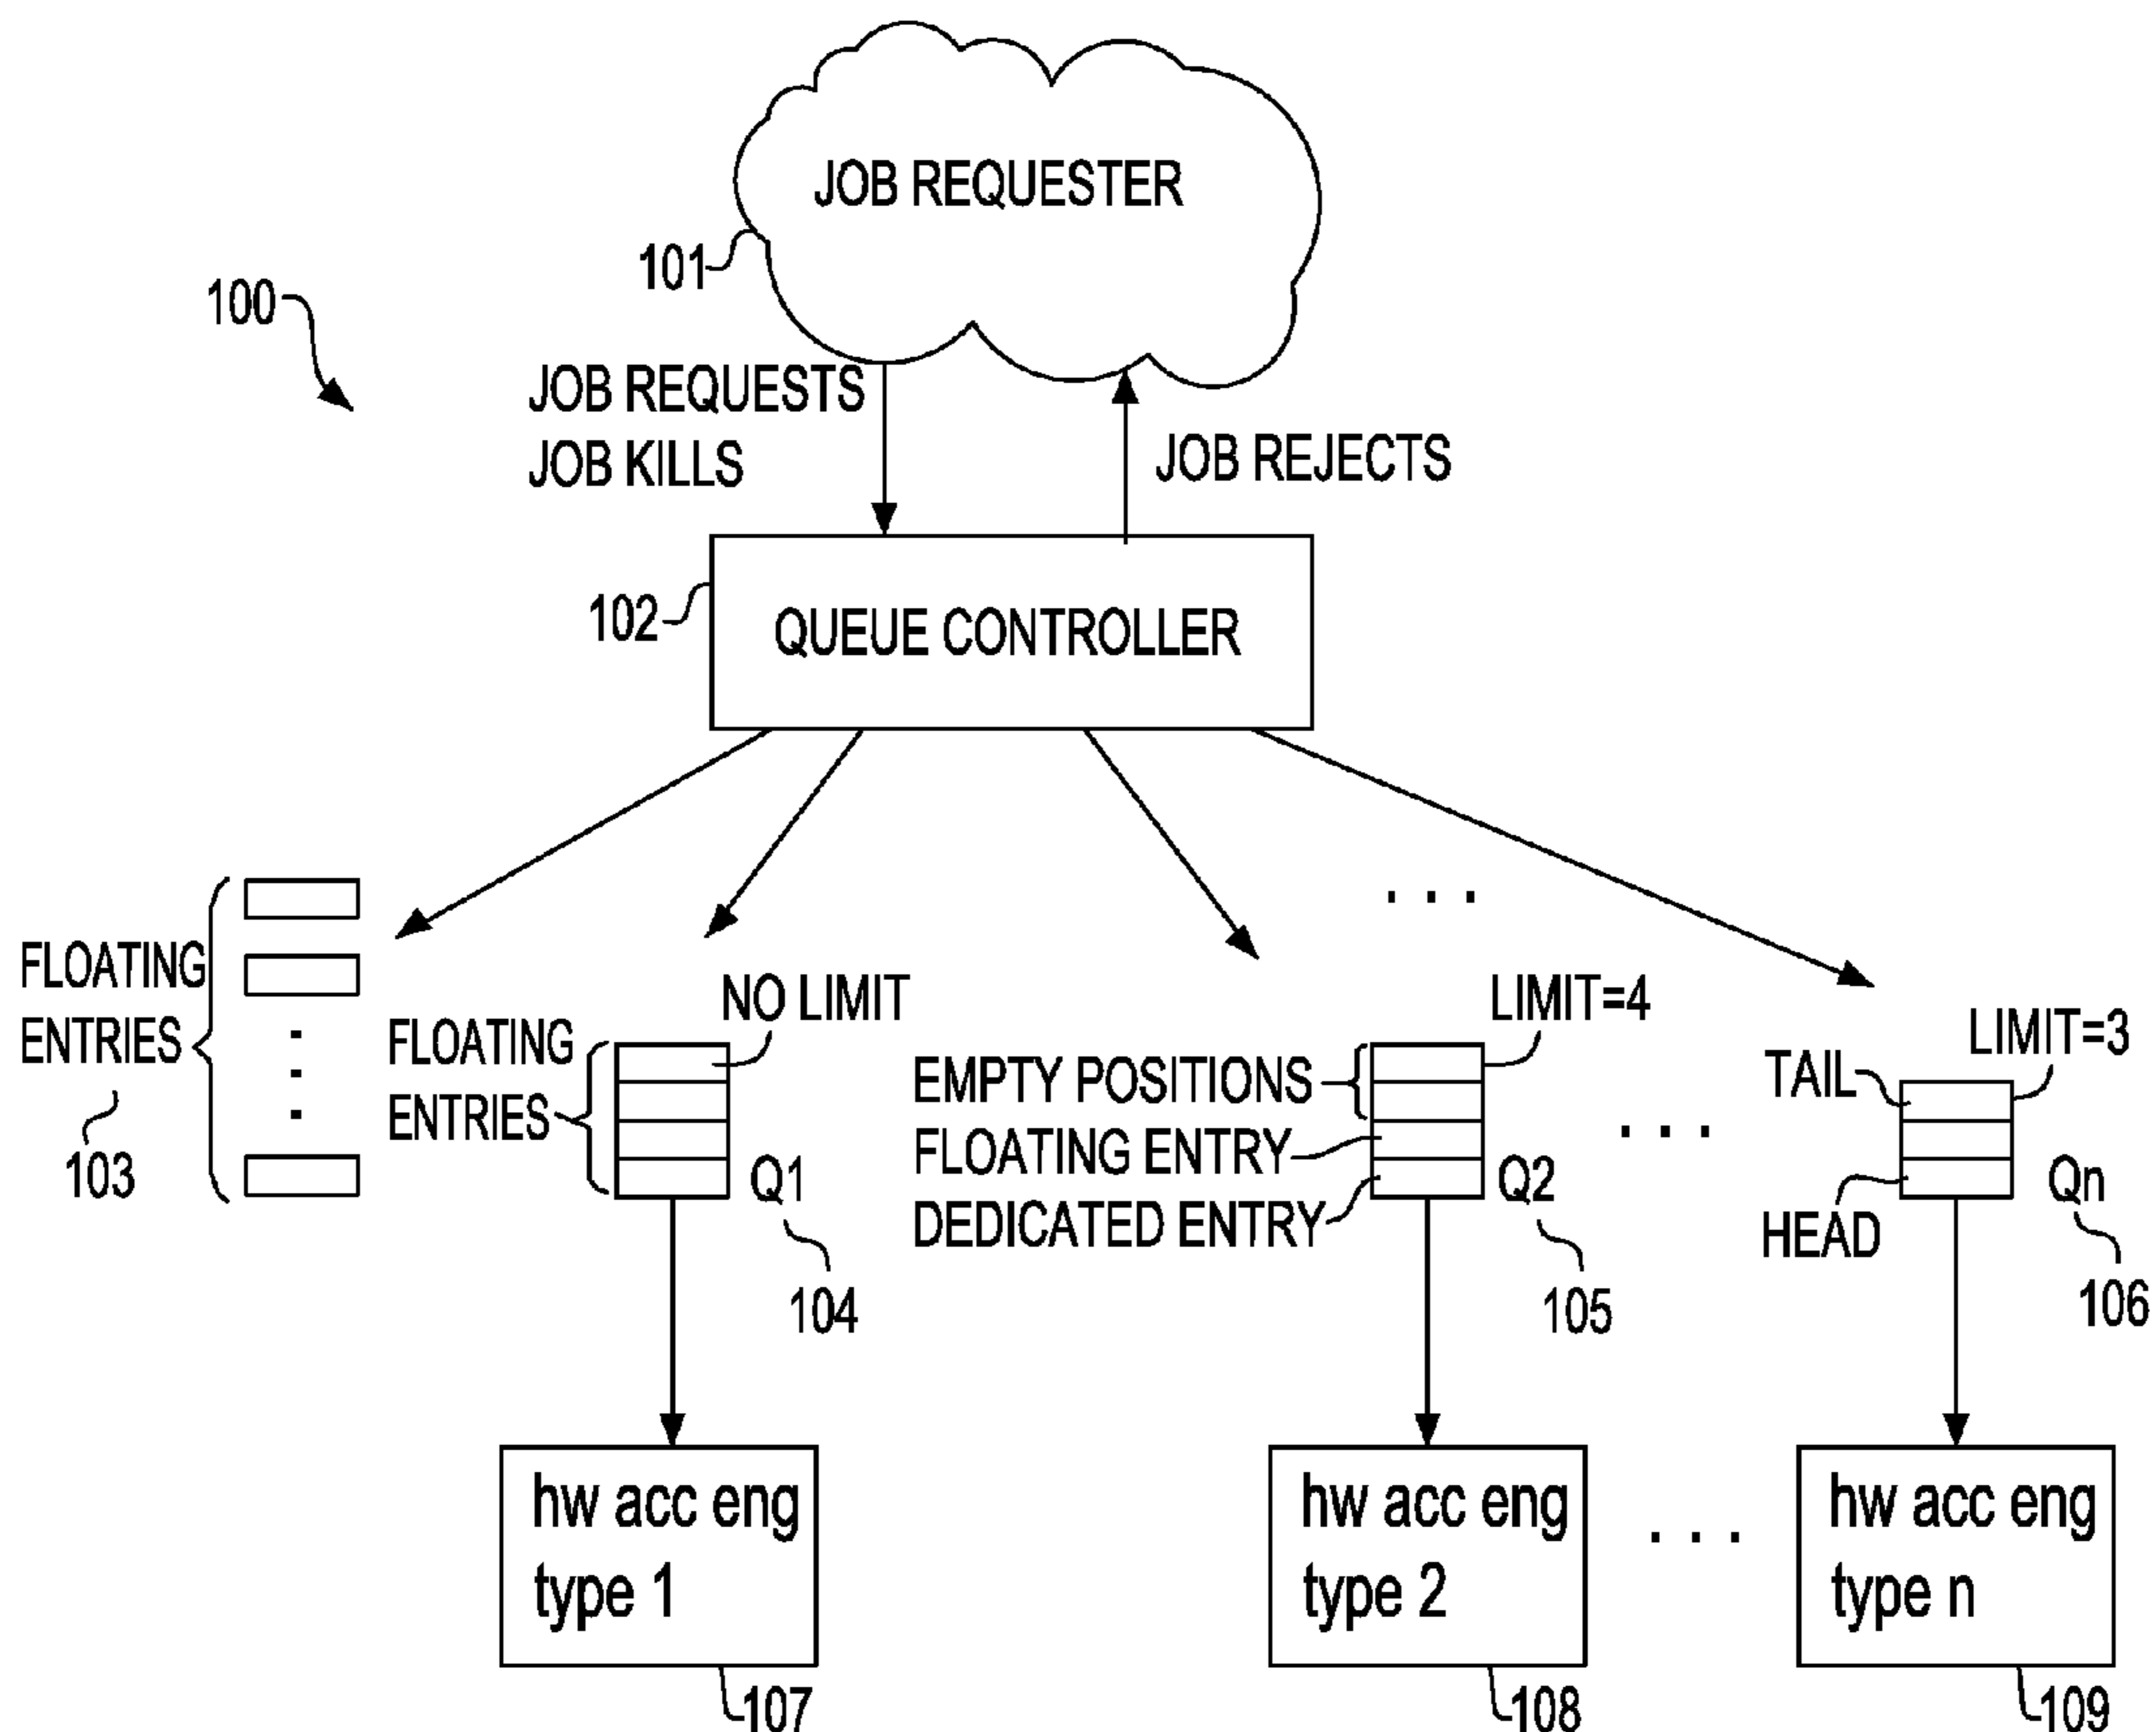 JOB REQUESTER
101
100
JOB REQUESTS
JOB KILLS
JOB REJECTS
102
QUEUE CONTROLLER
. . .
FLOATING
ENTRIES
103
NO LIMIT
FLOATING
ENTRIES
Q1
104
LIMIT=4
EMPTY POSITIONS
FLOATING ENTRY
DEDICATED ENTRY
Q2
105
. . .
LIMIT=3
TAIL
HEAD
Qn
106
hw acc eng
type 1
107
hw acc eng
type 2
108
. . .
hw acc eng
type n
109